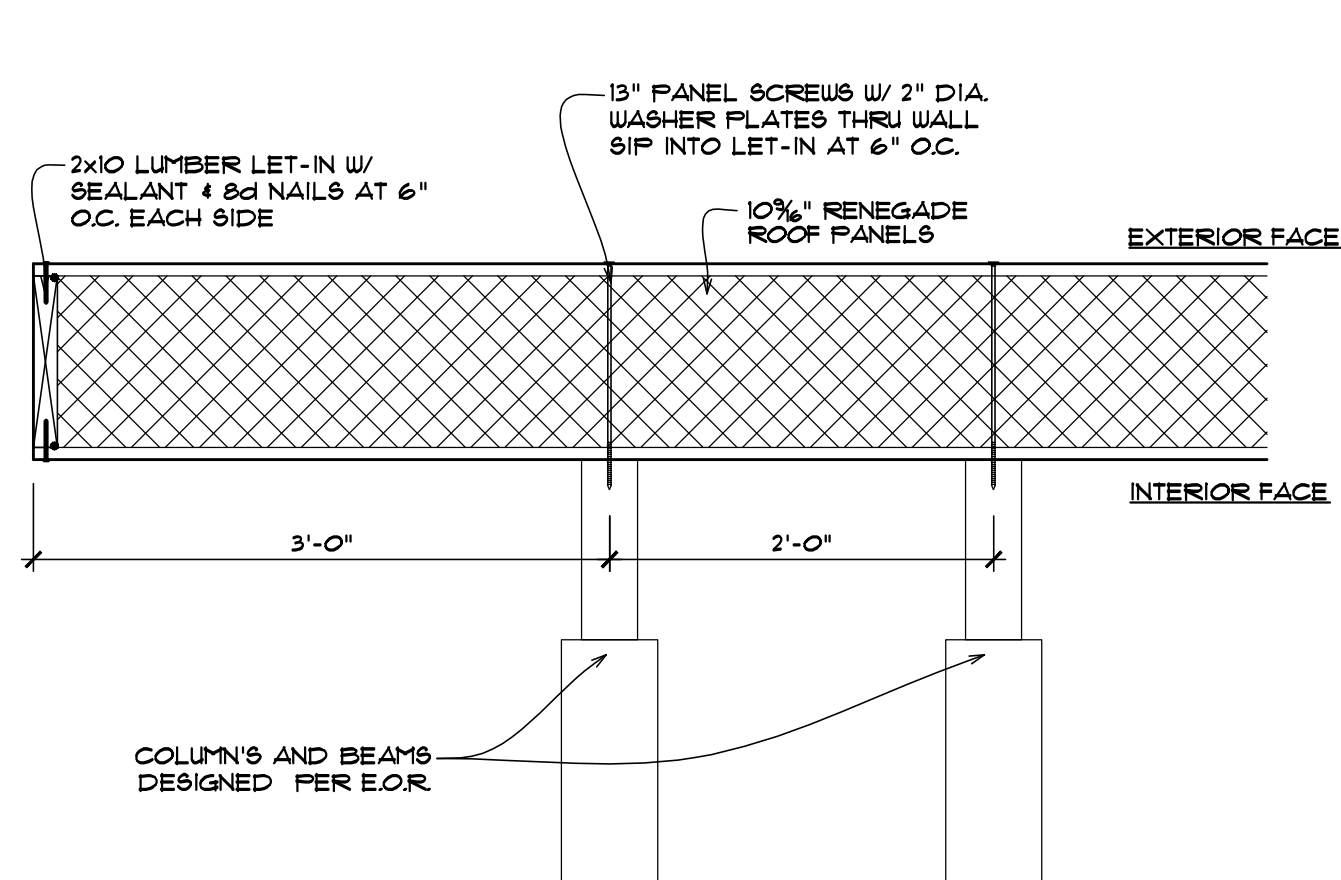 13" PANEL SCREWS W/ 2" DIA.
WASHER PLATES THRU WALL
SIP INTO LET-IN AT 6" O.C.
2x10 LUMBER LET-IN W/
SEALANT & 8d NAILS AT 6"
O.C. EACH SIDE
10 9/16" RENEGADE
ROOF PANELS
EXTERIOR FACE
INTERIOR FACE
3'-0"
2'-0"
COLUMN'S AND BEAMS
DESIGNED PER E.O.R.